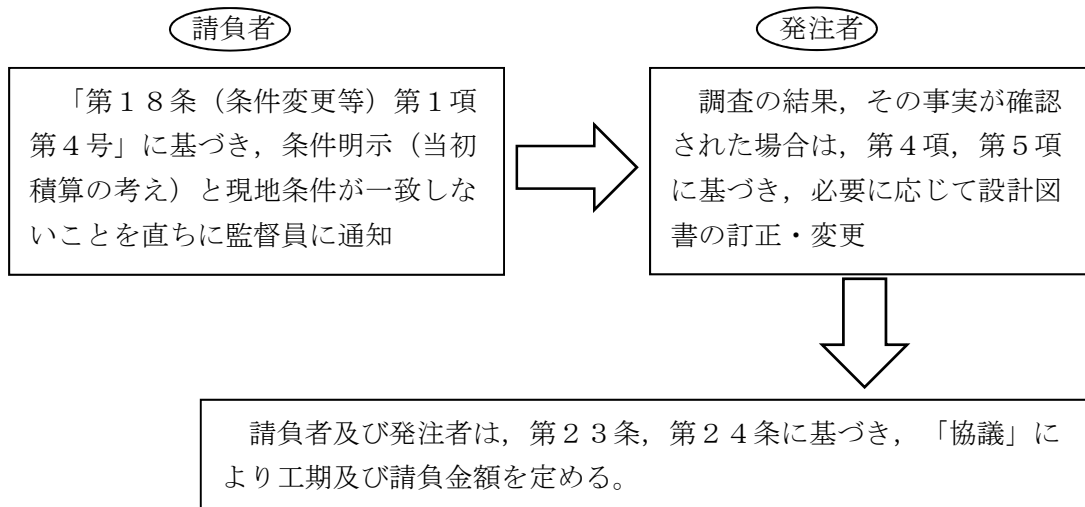 請負者
「第18条（条件変更等）第1項
第4号」に基づき，条件明示（当初
積算の考え）と現地条件が一致しな
いことを直ちに監督員に通知
発注者
調査の結果，その事実が確認
された場合は，第4項，第5項
に基づき，必要に応じて設計図
書の訂正・変更
請負者及び発注者は，第23条，第24条に基づき，「協議」に
より工期及び請負金額を定める。